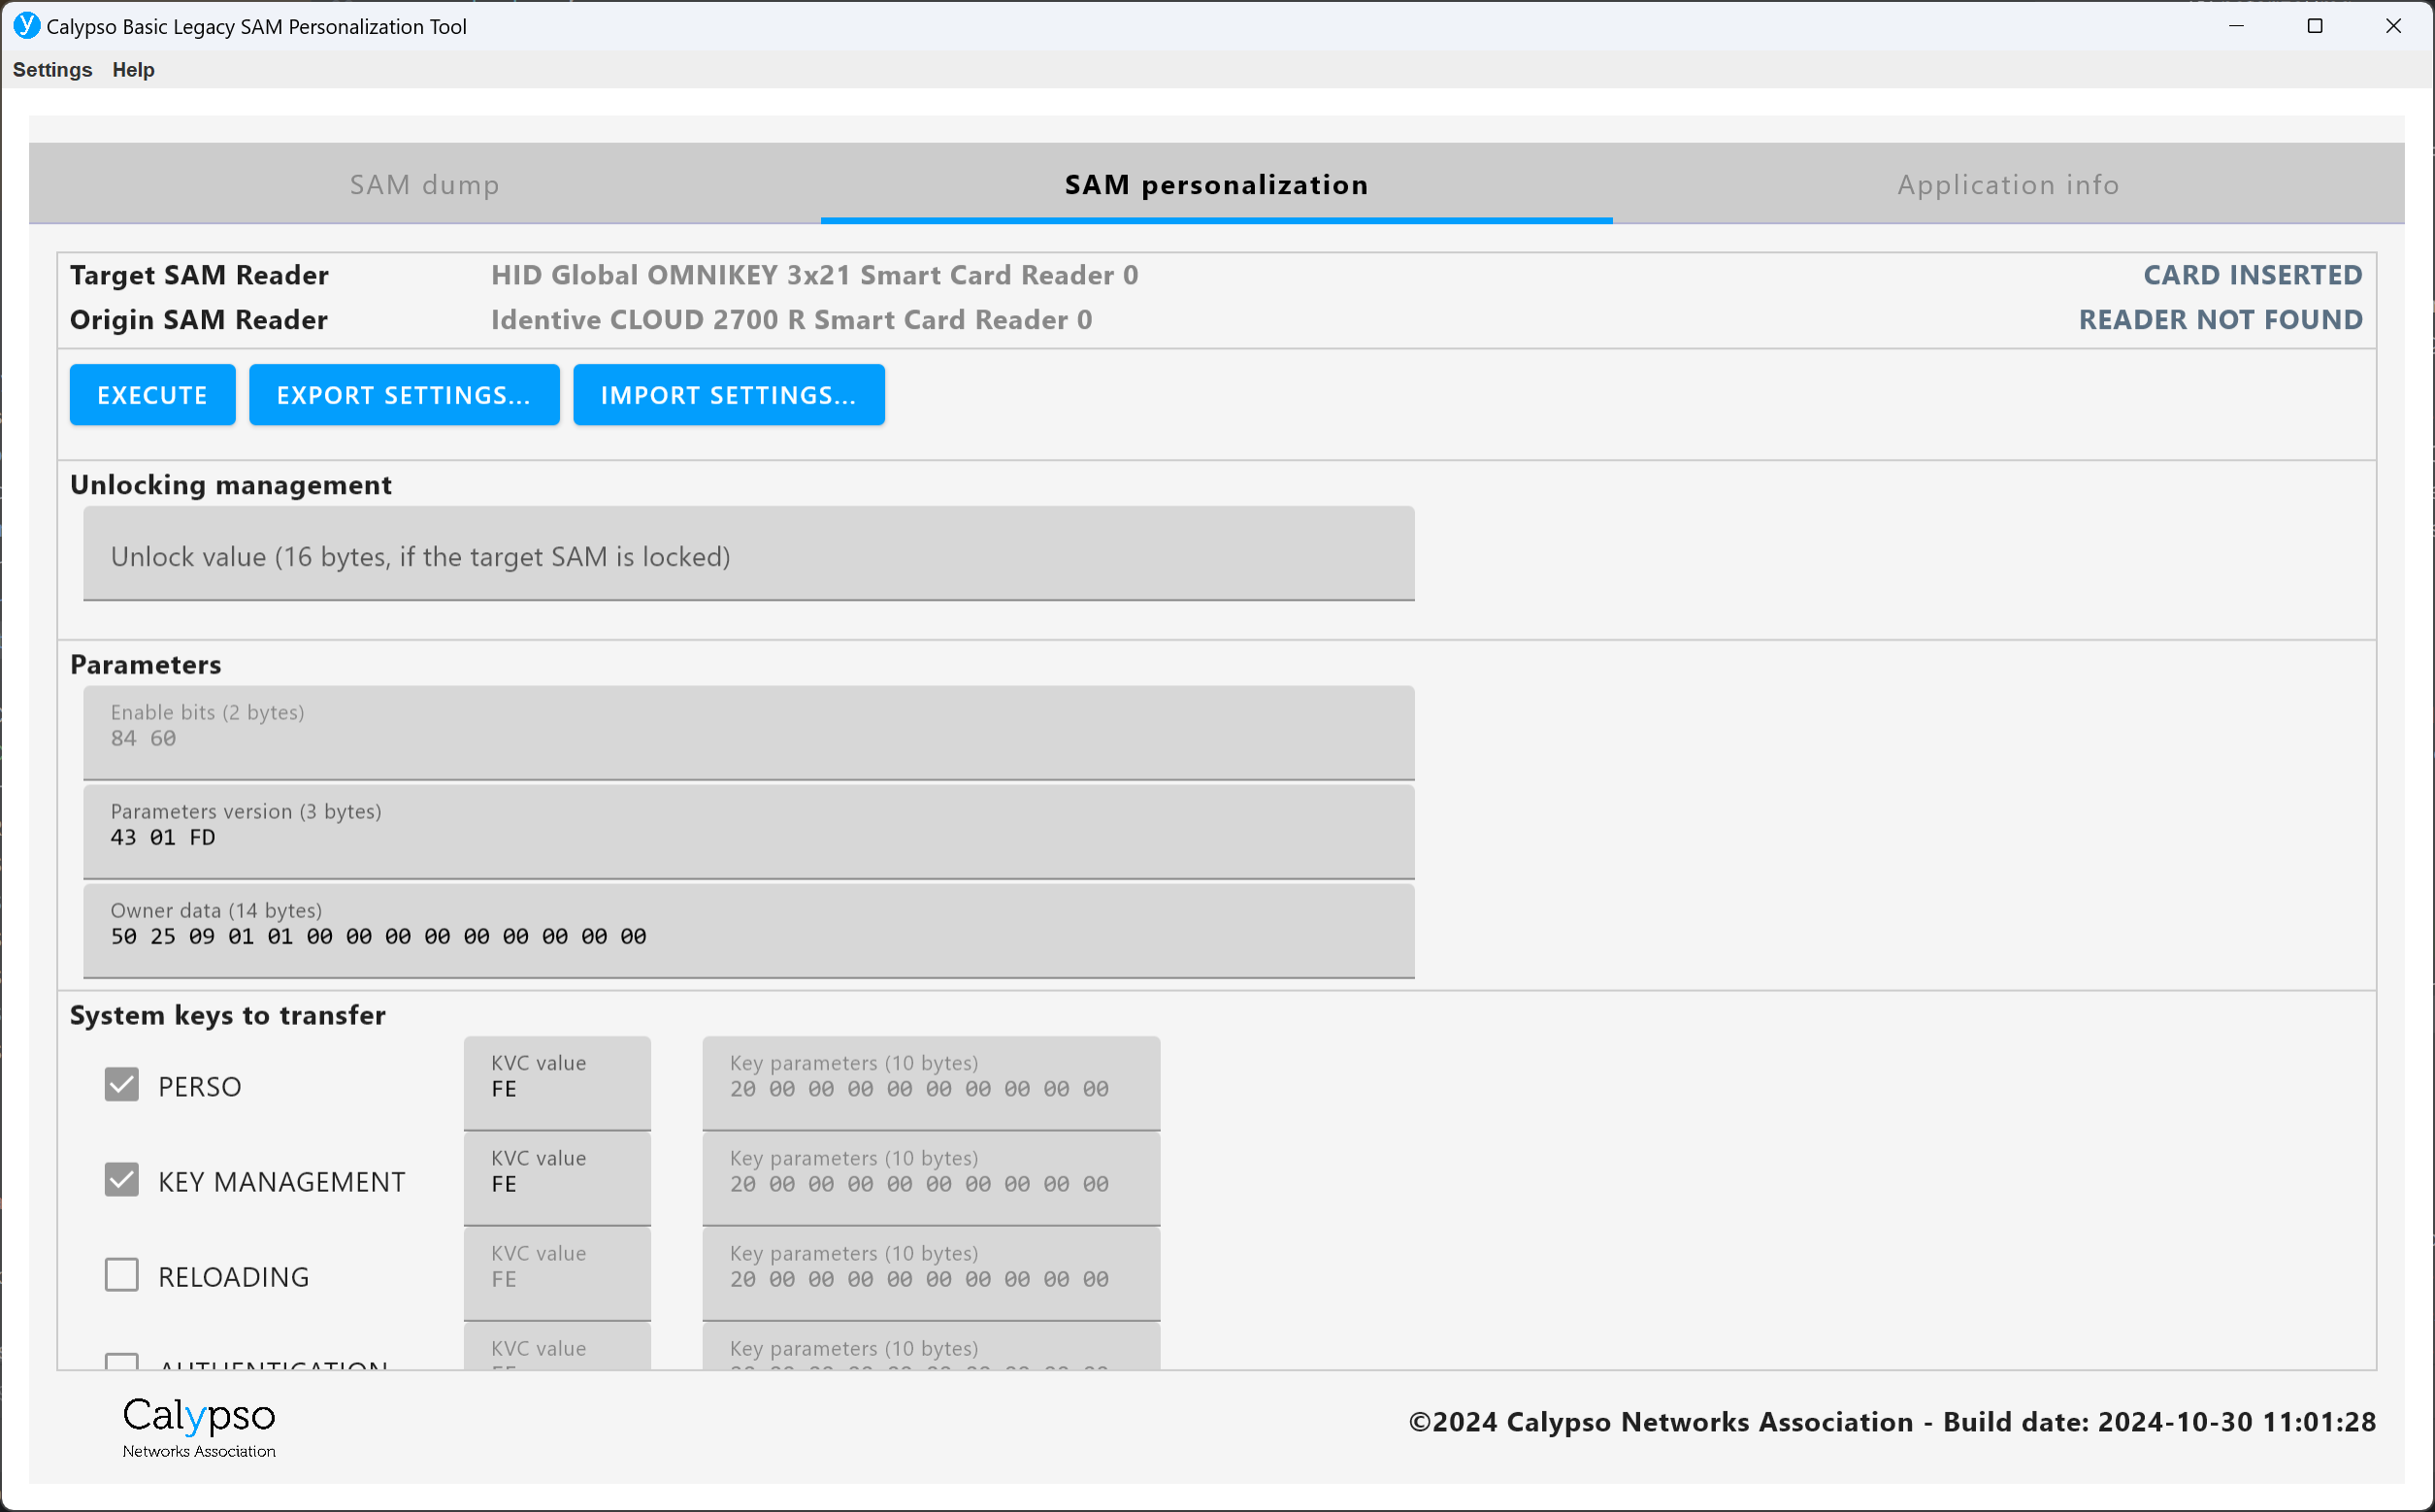 Calypso Basic Legacy SAM Personalization Tool
Settings Help
SAM dump SAM personalization Application info
Target SAM Reader HID Global OMNIKEY 3x21 Smart Card Reader 0 CARD INSERTED
Origin SAM Reader Identive CLOUD 2700 R Smart Card Reader 0 READER NOT FOUND
EXECUTE EXPORT SETTINGS... IMPORT SETTINGS...
Unlocking management
Unlock value (16 bytes, if the target SAM is locked)
Parameters
Enable bits (2 bytes)
84 60
Parameters version (3 bytes)
43 01 FD
Owner data (14 bytes)
50 25 09 01 01 00 00 00 00 00 00 00 00 00
System keys to transfer
KVC value Key parameters (10 bytes)
PERSO FE 20 00 00 00 00 00 00 00 00 00
KVC value Key parameters (10 bytes)
KEY MANAGEMENT FE 20 00 00 00 00 00 00 00 00 00
KVC value Key parameters (10 bytes)
RELOADING FE 20 00 00 00 00 00 00 00 00 00
KVC value Key parameters (10 bytes)
AUTHENTICATION
Calypso
Networks Association
©2024 Calypso Networks Association - Build date: 2024-10-30 11:01:28